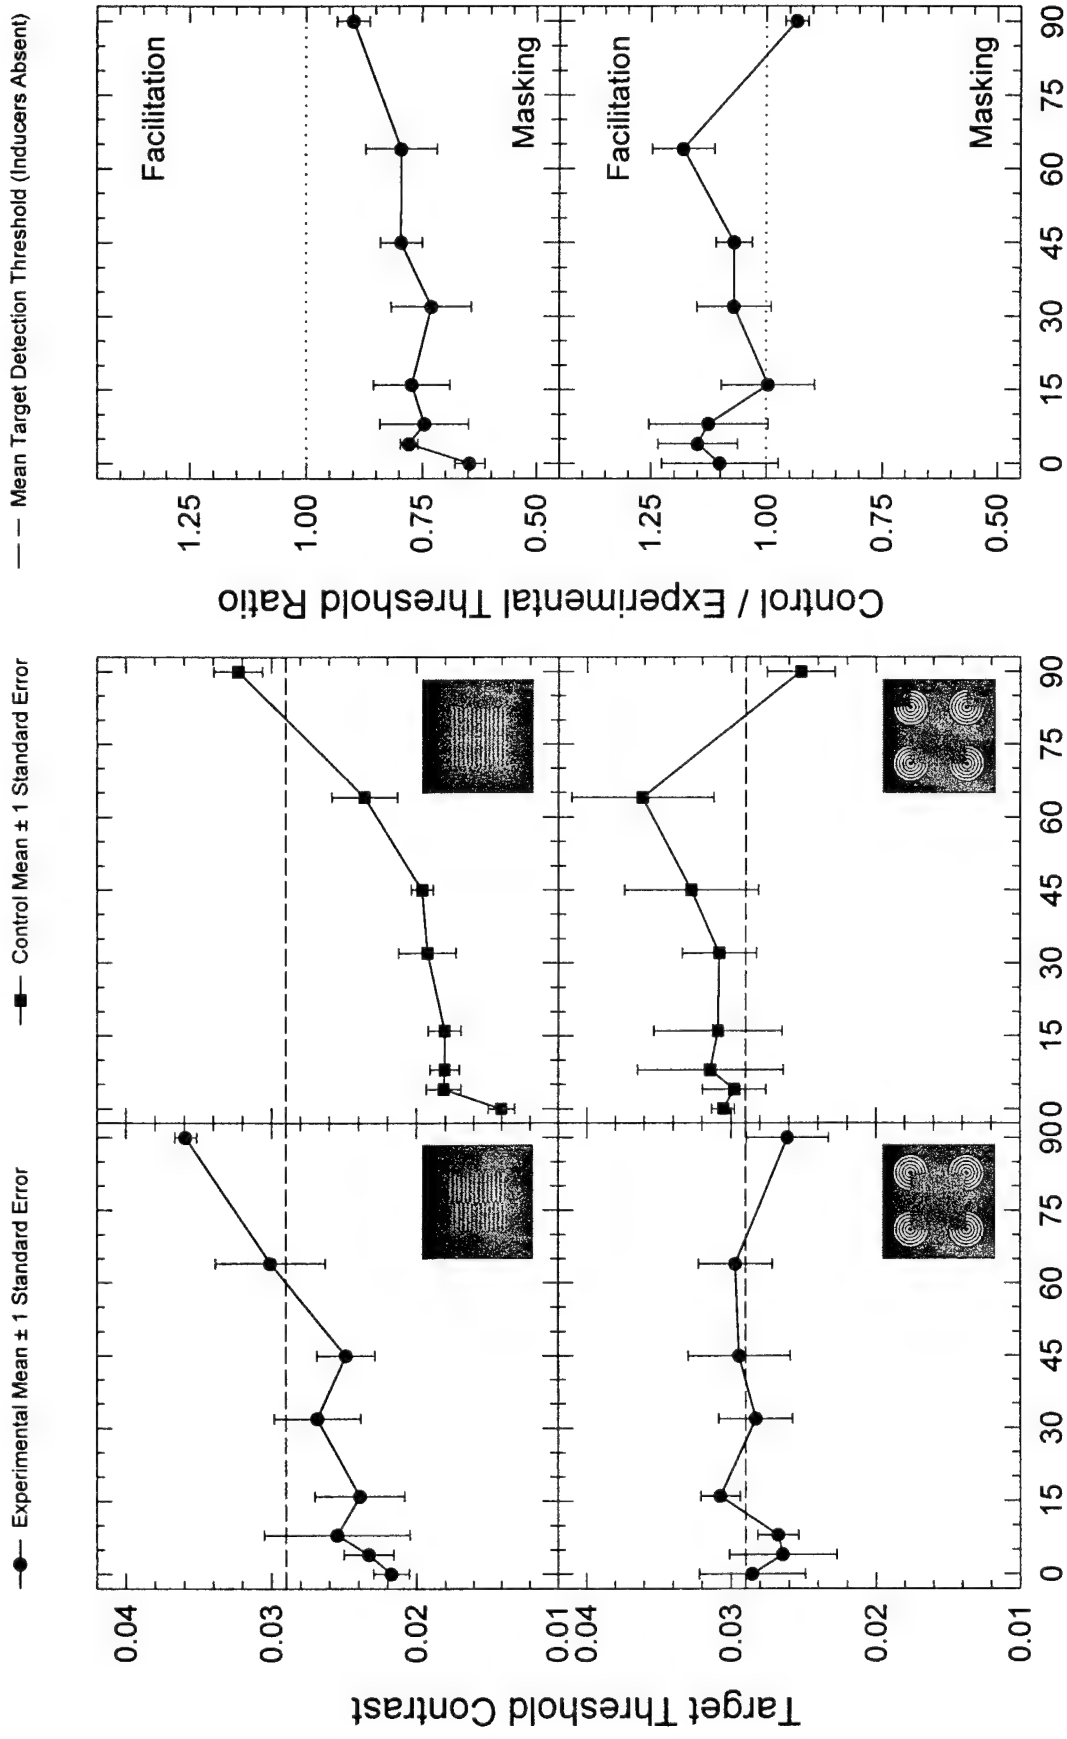 Experimental Mean ± 1 Standard Error
Control Mean ± 1 Standard Error
Mean Target Detection Threshold (Inducers Absent)
Target Threshold Contrast
0.04
0.03
0.02
0.01
0.04
0.03
0.02
0.01
0 15 30 45 60 75 90
0 15 30 45 60 75 90
Control / Experimental Threshold Ratio
1.25
1.00
0.75
0.50
1.25
1.00
0.75
0.50
Facilitation
Masking
Facilitation
Masking
0 15 30 45 60 75 90